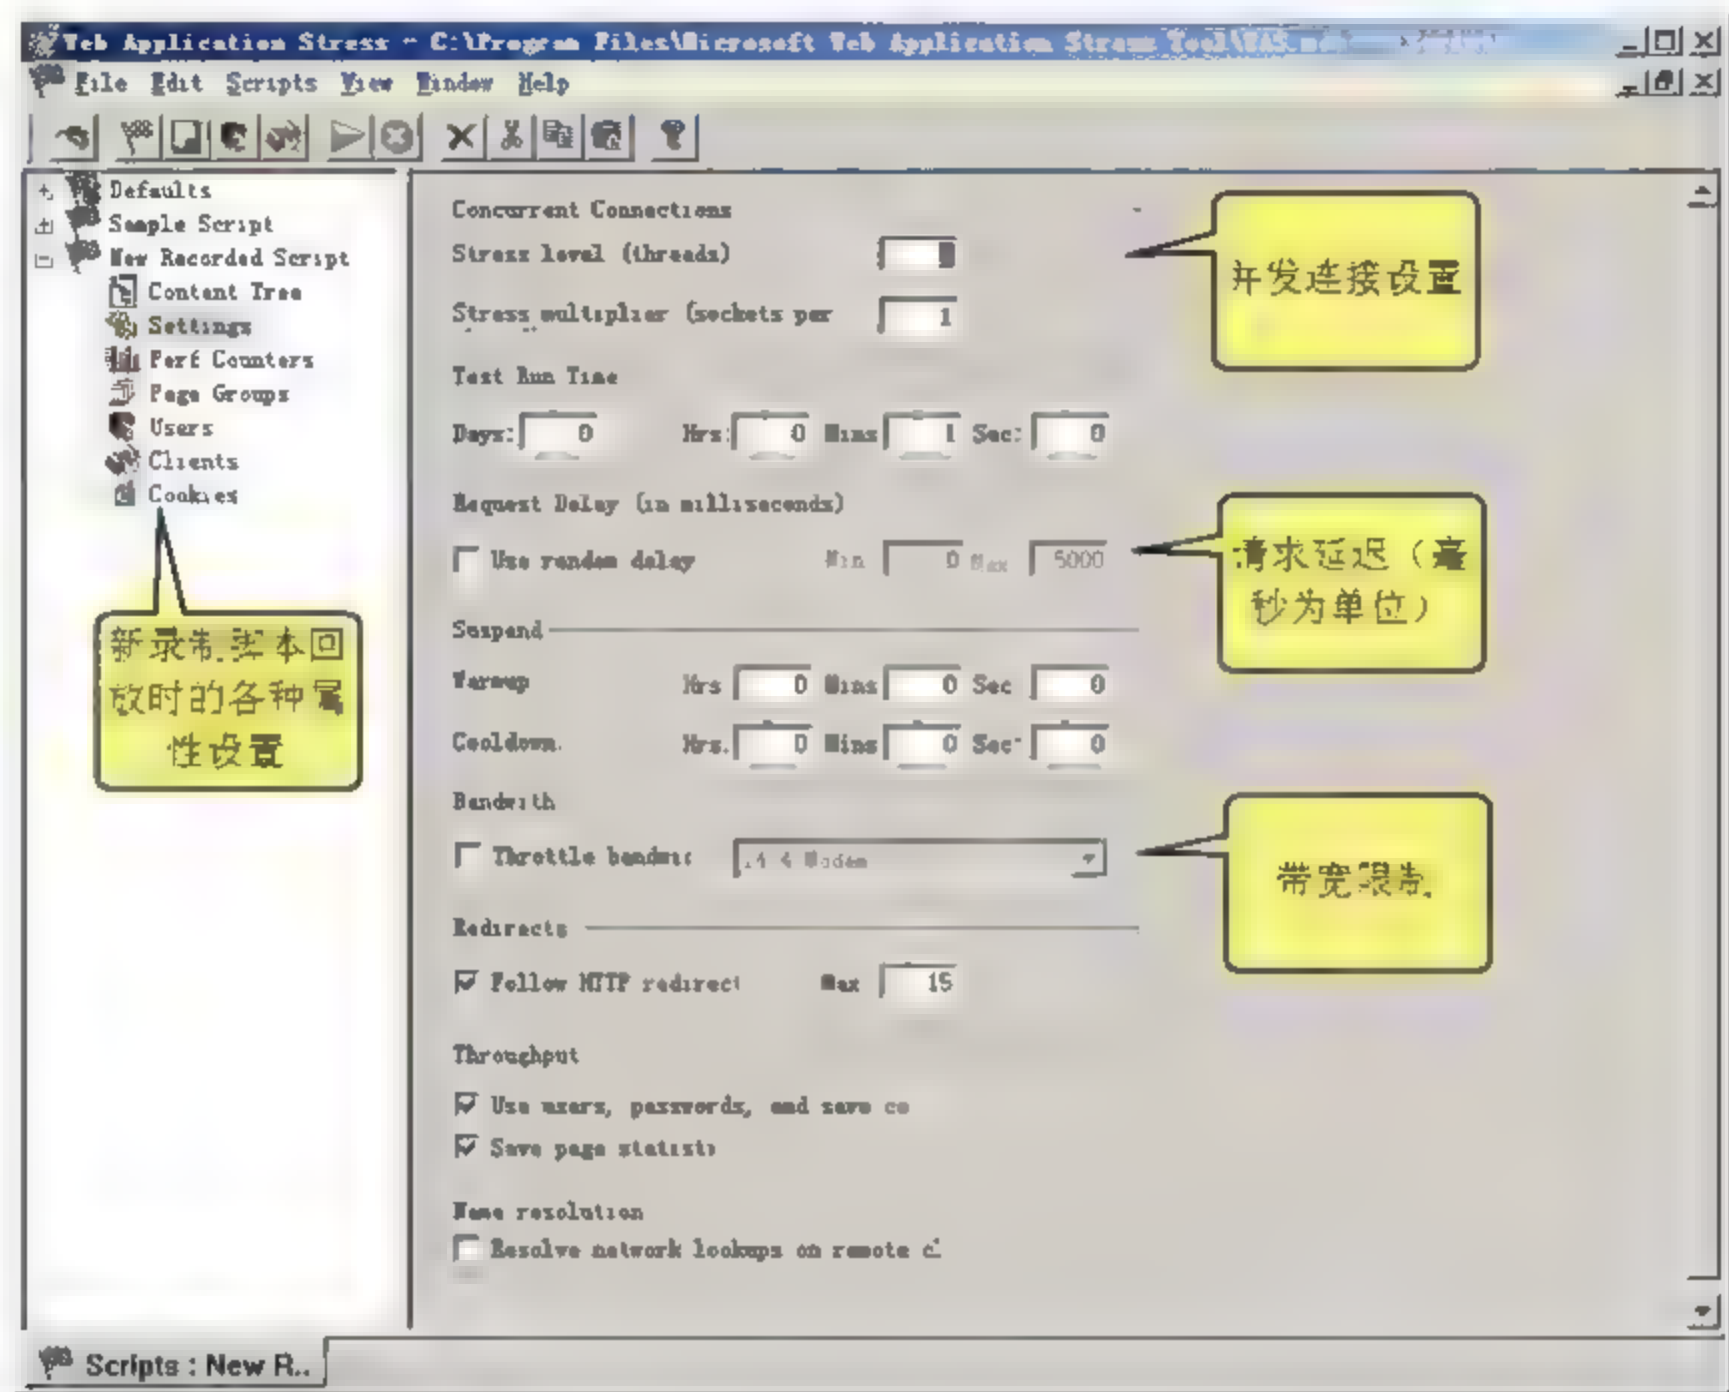 Web Application Stress - C:\Program Files\Microsoft Web Application Stress Tool\WAS.m
File Edit Scripts View Window Help
Defaults
Sample Script
New Recorded Script
Content Tree
Settings
Perf Counters
Page Groups
Users
Clients
Cookies
新录制脚本回
放时的各种属
性设置
Concurrent Connections
Stress level (threads)
Stress multiplier (sockets per
1
并发连接设置
Test Run Time
Days: 0 Hrs: 0 Mins 1 Sec: 0
Request Delay (in milliseconds)
Use random delay Min 0 Max 5000
请求延迟（毫
秒为单位）
Suspend
Warmup Hrs 0 Mins 0 Sec 0
Cooldown. Hrs. 0 Mins 0 Sec 0
Bandwith
Throttle bandwi 14 4 Modem
带宽限制
Redirects
Follow HTTP redirect Max 15
Throughput
Use users, passwords, and save co
Save page statisti
Name resolution
Resolve network lookups on remote cl
Scripts : New R..